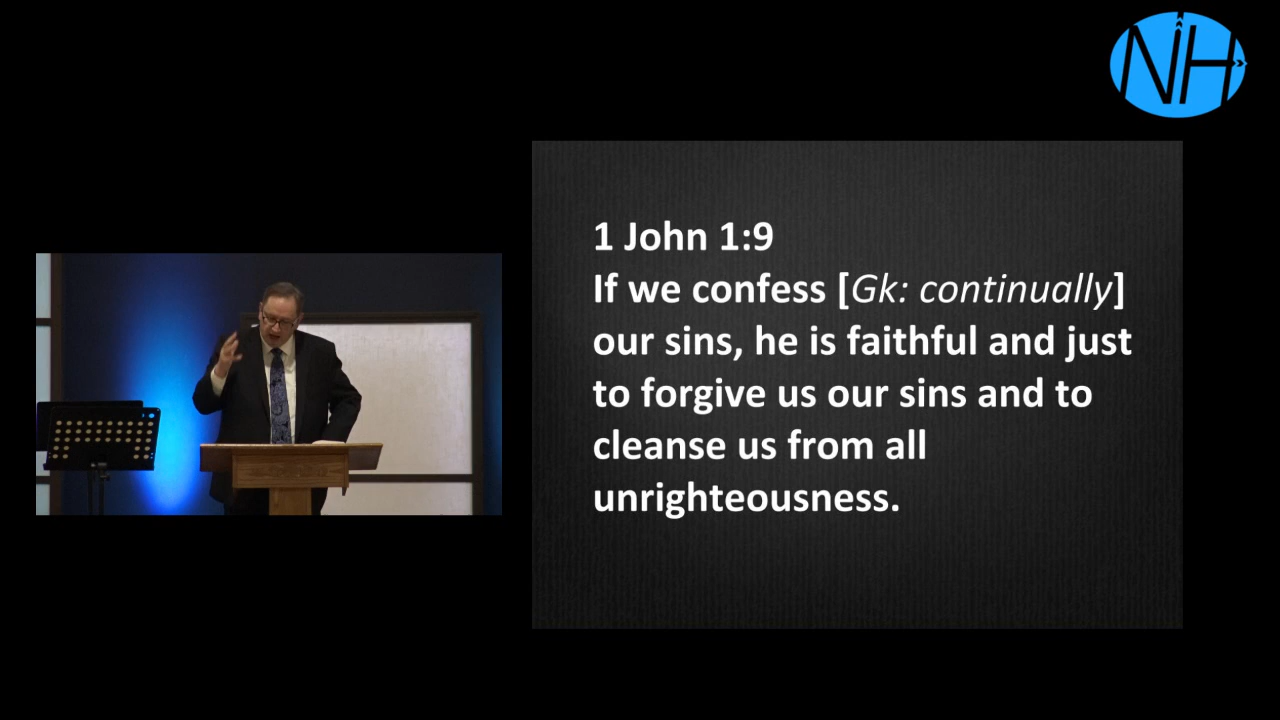 NH
1 John 1:9
If we confess [Gk: continually]
our sins, he is faithful and just
to forgive us our sins and to
cleanse us from all
unrighteousness.